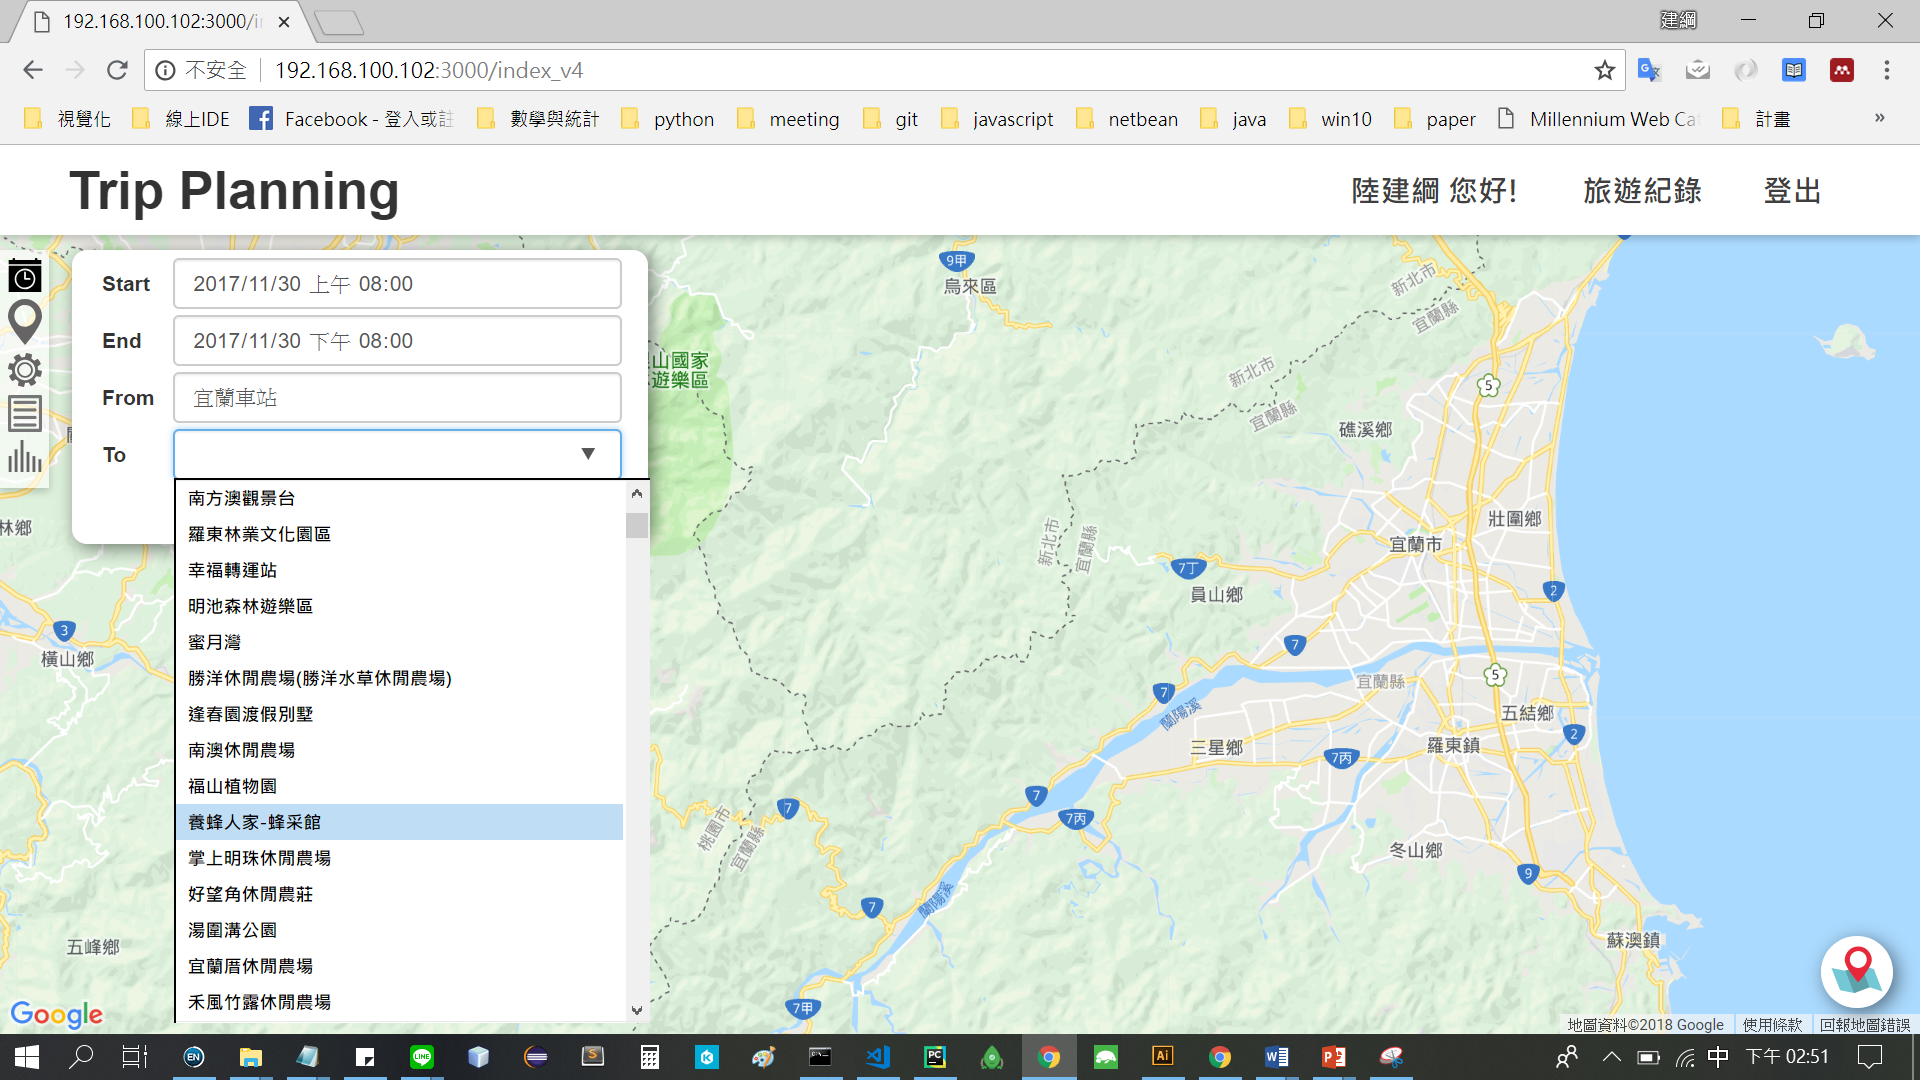 192.168.100.102:3000/i
建綱
不安全
192.168.100.102:3000/index_v4
視覺化
線上IDE
Facebook - 登入或註
數學與統計
python
meeting
git
javascript
netbean
java
win10
paper
Millennium Web Ca
計畫
»
Trip Planning
陸建綱 您好!
旅遊紀錄
登出
Start
2017/11/30 上午 08:00
End
2017/11/30 下午 08:00
From
宜蘭車站
To
南方澳觀景台
羅東林業文化園區
幸福轉運站
明池森林遊樂區
蜜月灣
勝洋休閒農場(勝洋水草休閒農場)
逢春園渡假別墅
南澳休閒農場
福山植物園
養蜂人家-蜂采館
掌上明珠休閒農場
好望角休閒農莊
湯圍溝公園
宜蘭厝休閒農場
禾風竹露休閒農場
9甲
烏來區
新北市
宜蘭縣
山國家
遊樂區
新北市
宜蘭縣
5
礁溪鄉
壯圍鄉
宜蘭市
新北市
宜蘭縣
7丁
員山鄉
2
林鄉
3
橫山鄉
7
宜蘭縣
5
7
蘭陽溪
五結鄉
2
三星鄉
羅東鎮
7丙
7
7
7丙
桃園市
宜蘭縣
冬山鄉
9
7
蘭陽溪
五峰鄉
蘇澳鎮
7甲
Google
地圖資料©2018 Google
使用條款
回報地圖錯誤
EN
LINE
S
K
PC
Ai
W
P
中
下午 02:51